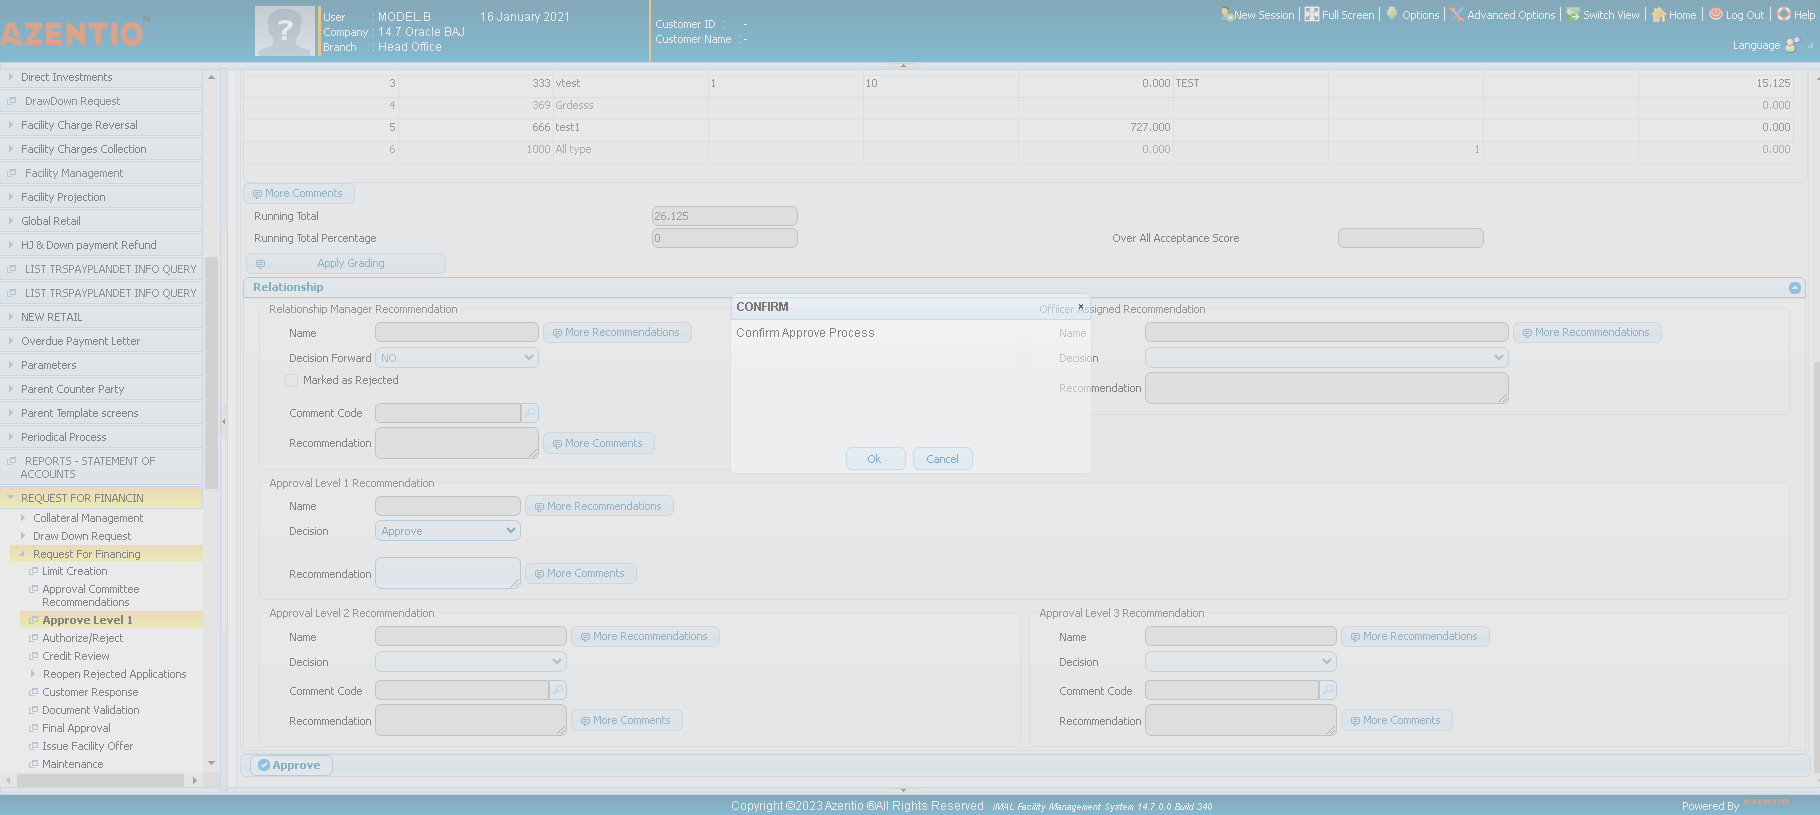 AZENTIO™
User : MODEL.B 16 January 2021
Company : 14.7 Oracle BAJ
Branch : Head Office
Customer ID : -
Customer Name : -
New Session Full Screen Options Advanced Options Switch View Home Log Out Help
Language
Direct Investments
DrawDown Request
Facility Charge Reversal
Facility Charges Collection
Facility Management
Facility Projection
Global Retail
HJ & Down payment Refund
LIST TRSPAYPLANDET INFO QUERY
LIST TRSPAYPLANDET INFO QUERY
NEW RETAIL
Overdue Payment Letter
Parameters
Parent Counter Party
Parent Template screens
Periodical Process
REPORTS - STATEMENT OF
ACCOUNTS
REQUEST FOR FINANCIN
Collateral Management
Draw Down Request
Request For Financing
Limit Creation
Approval Committee
Recommendations
Approve Level 1
Authorize/Reject
Credit Review
Reopen Rejected Applications
Customer Response
Document Validation
Final Approval
Issue Facility Offer
Maintenance
3 333 vtest 1 10 0.000 TEST 15.125
4 369 Grdesss 0.000
5 666 test1 727.000 0.000
6 1000 All type 0.000 1 0.000
More Comments
Running Total 26.125
Running Total Percentage 0 Over All Acceptance Score
Apply Grading
Relationship
Relationship Manager Recommendation
Name More Recommendations
Decision Forward NO
Marked as Rejected
Comment Code
Recommendation More Comments
Offiicer Assigned Recommendation
Name More Recommendations
Decision
Recommendation
CONFIRM x
Confirm Approve Process
Ok Cancel
Approval Level 1 Recommendation
Name More Recommendations
Decision Approve
Recommendation More Comments
Approval Level 2 Recommendation
Name More Recommendations
Decision
Comment Code
Recommendation More Comments
Approval Level 3 Recommendation
Name More Recommendations
Decision
Comment Code
Recommendation More Comments
Approve
Copyright ©2023 Azentio ®All Rights Reserved iMAL Facility Management System 14.7.0.0 Build 340
Powered By AZENTIO